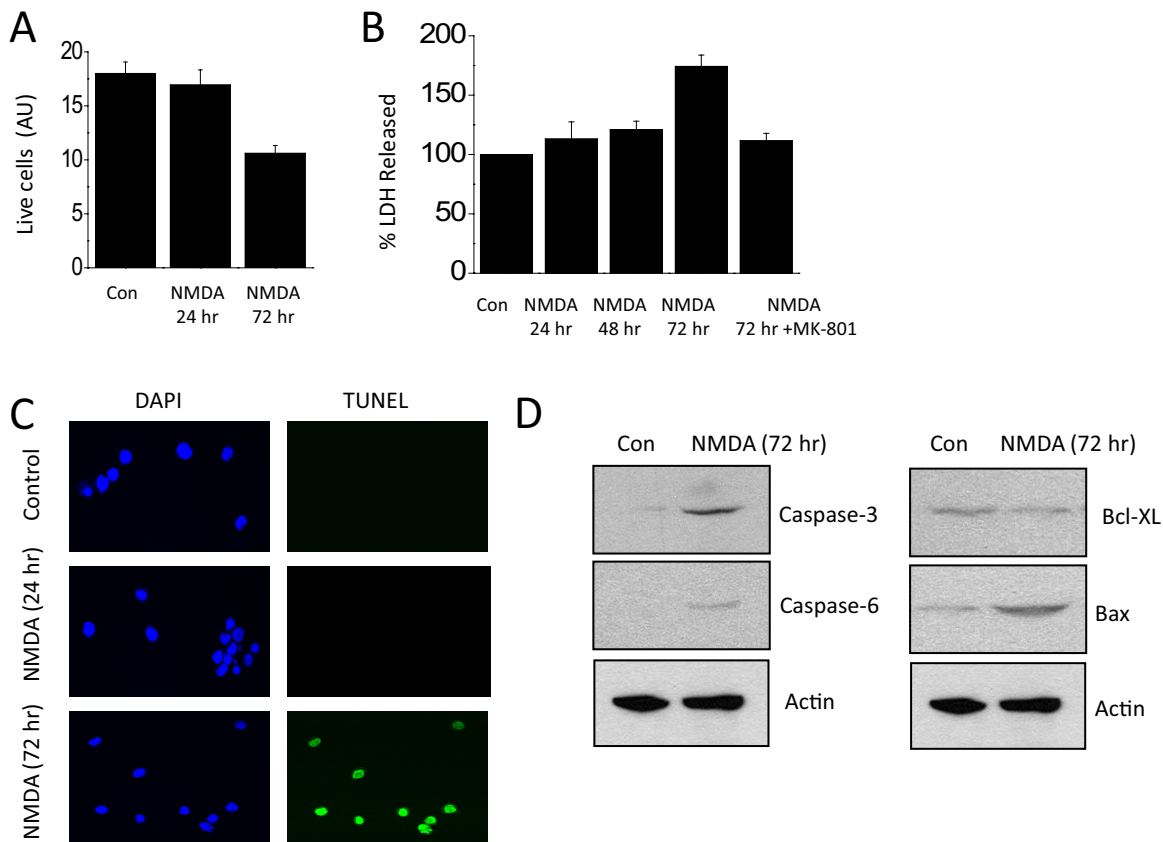 A
Live cells (AU)
20
15
10
5
0
Con
NMDA
24 hr
NMDA
72 hr
B
% LDH Released
200
150
100
50
0
Con
NMDA
24 hr
NMDA
48 hr
NMDA
72 hr
NMDA
72 hr +MK-801
C
DAPI
TUNEL
Control
NMDA (24 hr)
NMDA (72 hr)
D
Con
NMDA (72 hr)
Caspase-3
Caspase-6
Actin
Con
NMDA (72 hr)
Bcl-XL
Bax
Actin